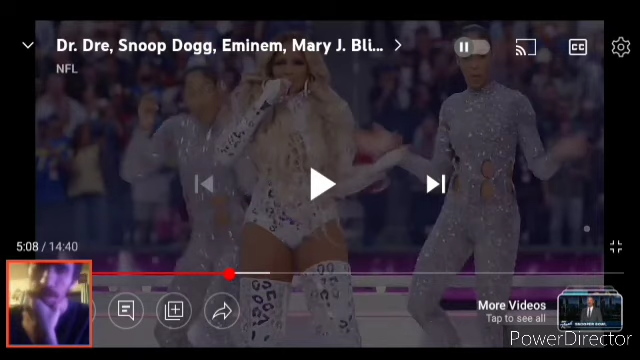 Dr. Dre, Snoop Dogg, Eminem, Mary J. Bli...
NFL
CC
5:08 / 14:40
More Videos
Tap to see all
PowerDirector